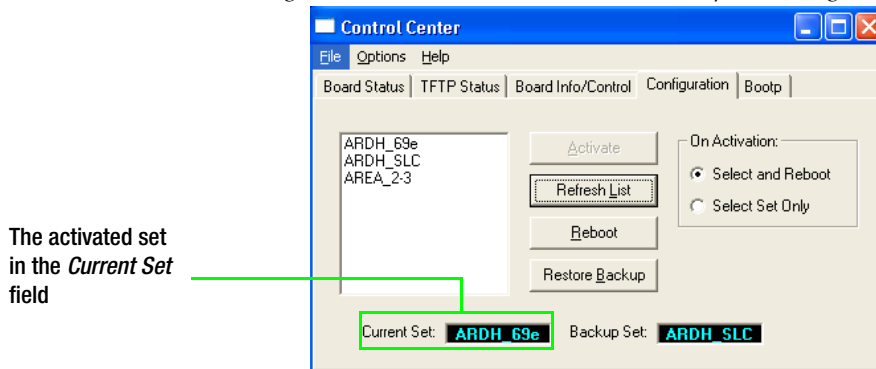 Control Center
File Options Help
Board Status TFTP Status Board Info/Control Configuration Bootp
ARDH_69e
ARDH_SLC
AREA_2-3
Activate
Refresh List
Reboot
Restore Backup
On Activation:
Select and Reboot
Select Set Only
The activated set
in the Current Set
field
Current Set: ARDH_69e Backup Set: ARDH_SLC